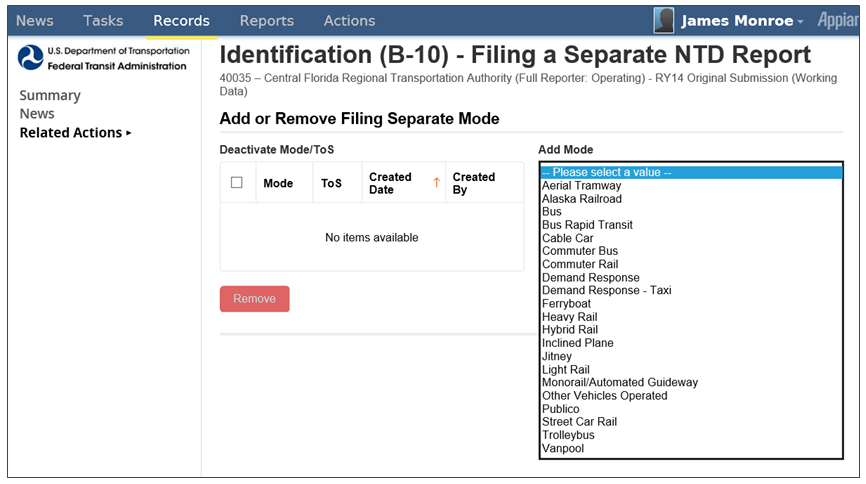 News Tasks Records Reports Actions James Monroe Appian
U.S. Department of Transportation
Federal Transit Administration
Summary
News
Related Actions ▸
Identification (B-10) - Filing a Separate NTD Report
40035 – Central Florida Regional Transportation Authority (Full Reporter: Operating) - RY14 Original Submission (Working
Data)
Add or Remove Filing Separate Mode
Deactivate Mode/ToS
Mode ToS Created Date ↑ Created By
No items available
Remove
Add Mode
-- Please select a value --
Aerial Tramway
Alaska Railroad
Bus
Bus Rapid Transit
Cable Car
Commuter Bus
Commuter Rail
Demand Response
Demand Response - Taxi
Ferryboat
Heavy Rail
Hybrid Rail
Inclined Plane
Jitney
Light Rail
Monorail/Automated Guideway
Other Vehicles Operated
Publico
Street Car Rail
Trolleybus
Vanpool